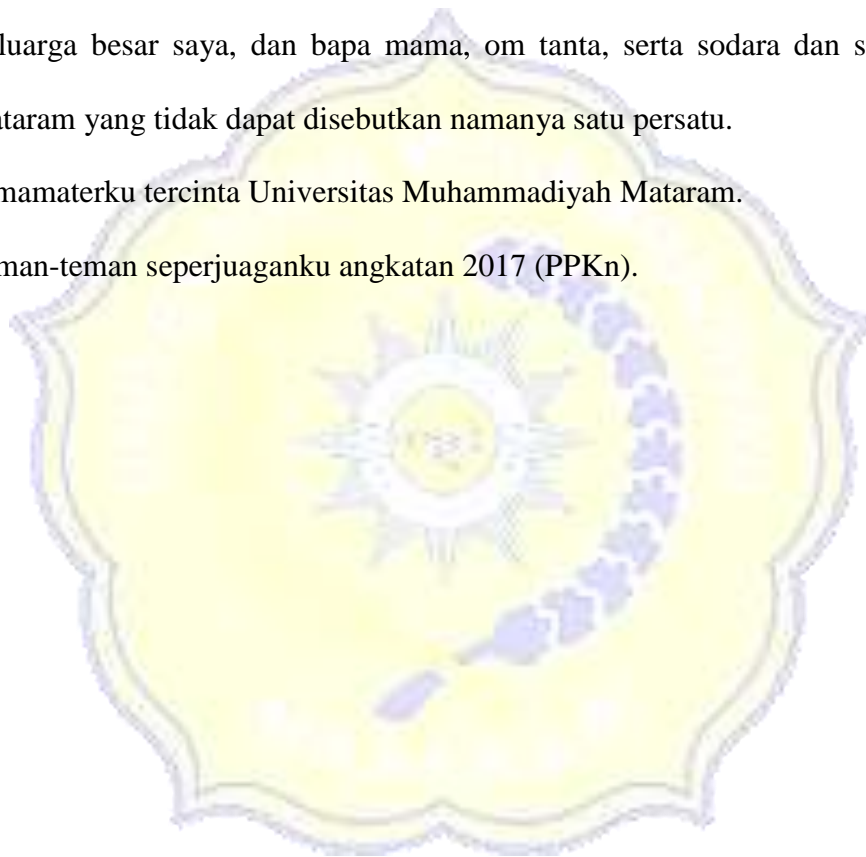 luarga besar saya, dan bapa mama, om tanta, serta sodara dan s
ataram yang tidak dapat disebutkan namanya satu persatu.
mamaterku tercinta Universitas Muhammadiyah Mataram.
man-teman seperjuaganku angkatan 2017 (PPKn).